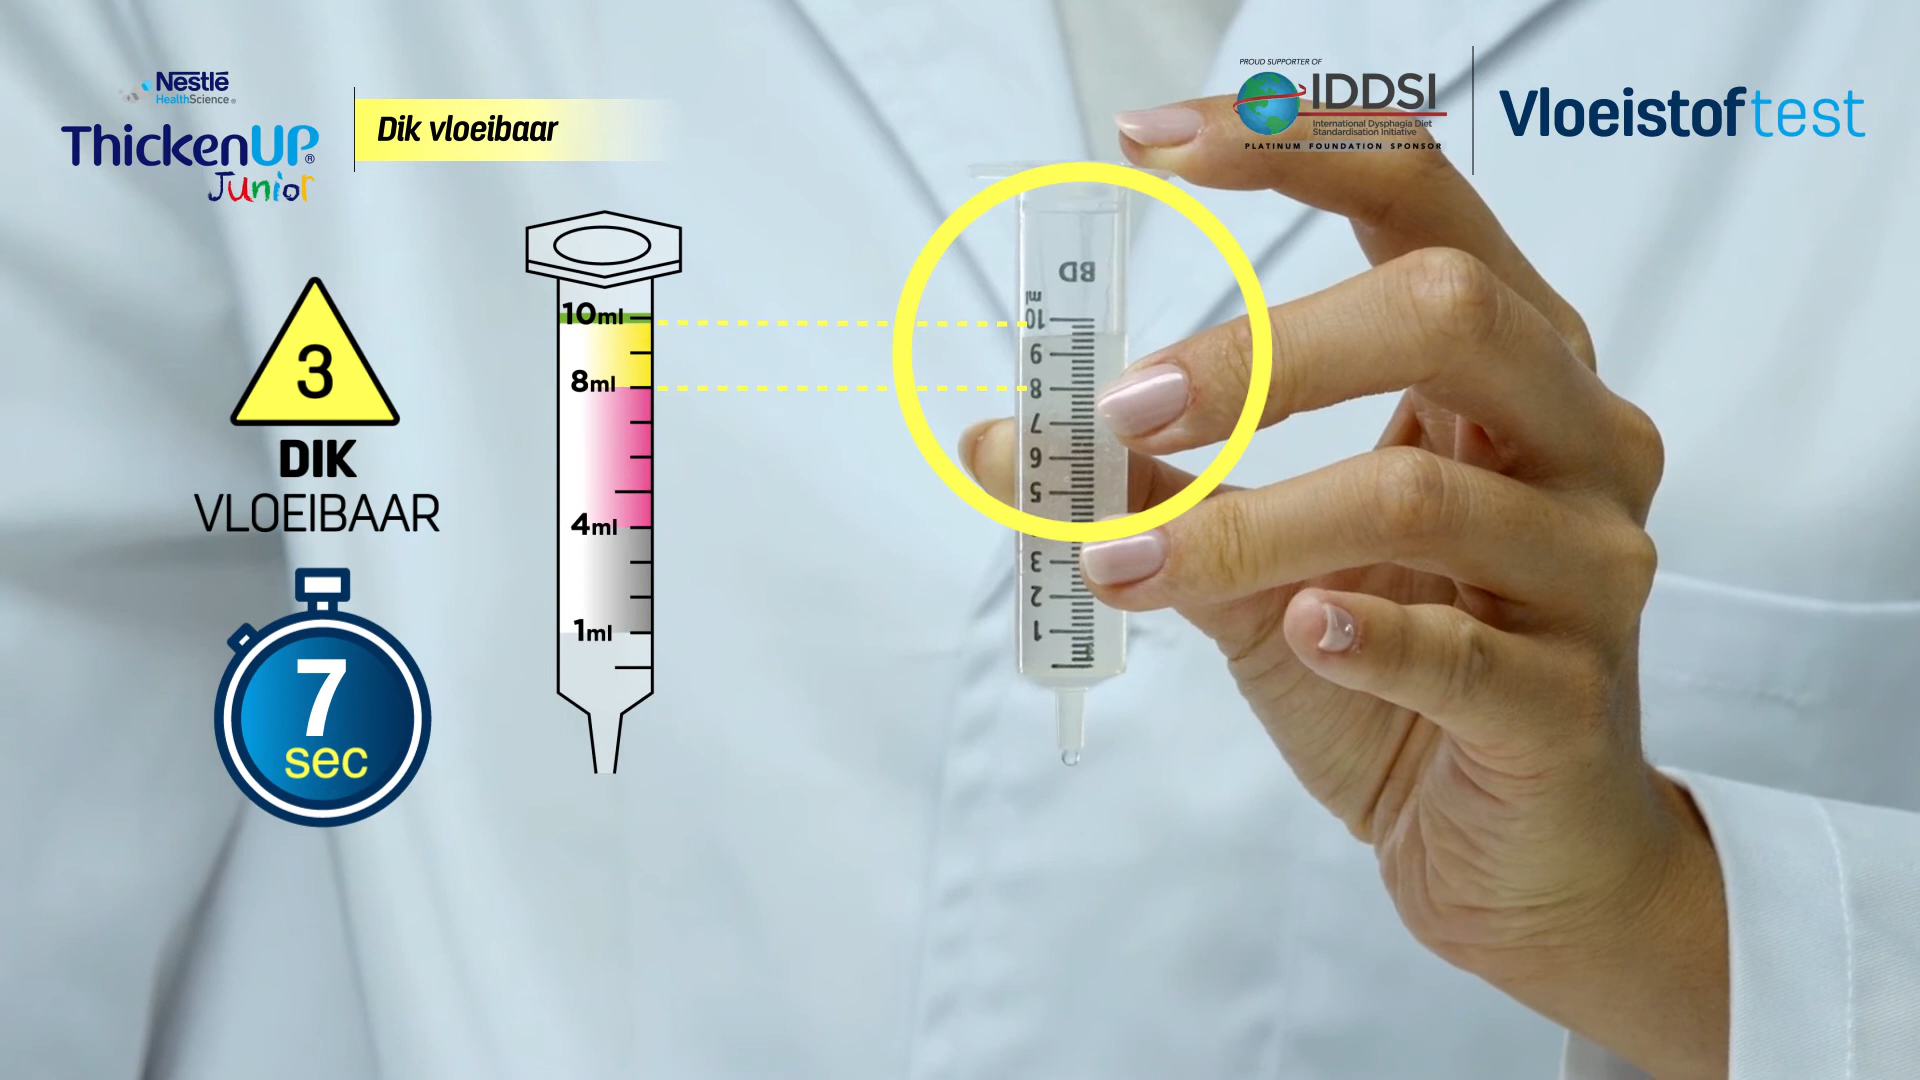 Nestlé
HealthScience®
ThickenUP®
Junior
Dik vloeibaar
PROUD SUPPORTER OF
IDDSI
International Dysphagia Diet
Standardisation Initiative
PLATINUM FOUNDATION SPONSOR
Vloeistoftest
3
DIK
VLOEIBAAR
7
sec
10ml
8ml
4ml
1ml
BD
ml
10
9
8
7
6
5
3
2
1